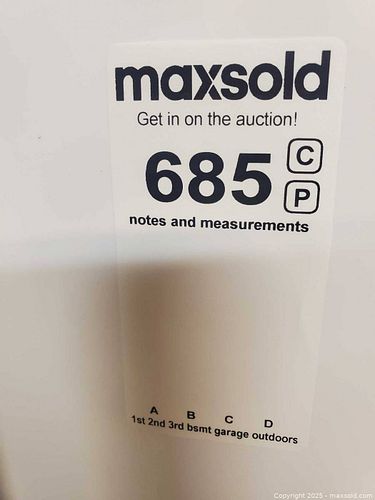 maxsold
Get in on the auction!
685
C
P
notes and measurements
A B C D
1st 2nd 3rd bsmt garage outdoors
Copyright 2025 - maxsold.com